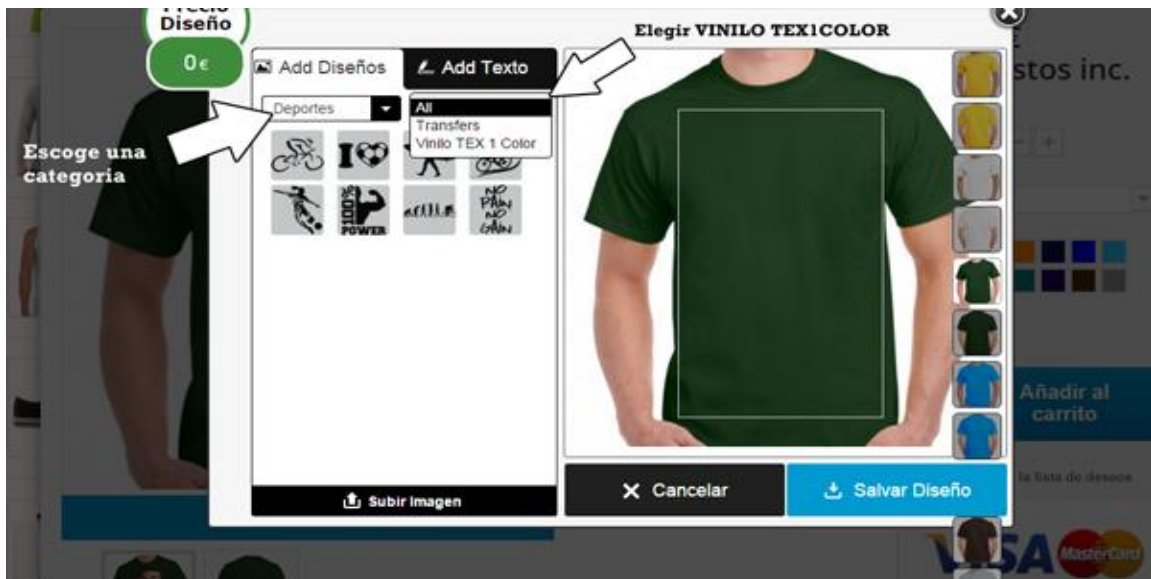 Precio
Diseño
0€
Elegir VINILO TEX1COLOR
Add Diseños
Add Texto
Deportes
All
Transfers
Vinilo TEX 1 Color
Escoge una
categoria
I
100%
POWER
NO
PAIN
NO
GAIN
Subir Imagen
Cancelar
Salvar Diseño
stos inc.
Añadir al
carrito
la lista de deseos
VISA
MasterCard